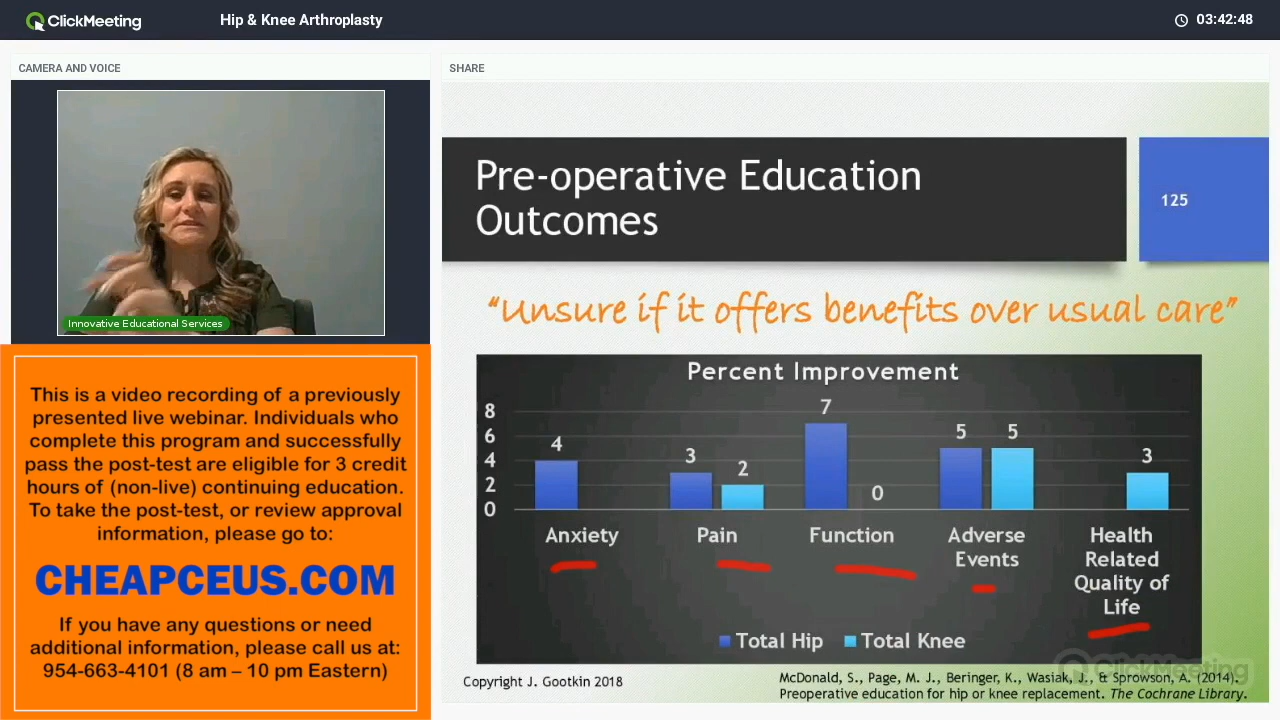 ClickMeeting
Hip & Knee Arthroplasty
03:42:48
CAMERA AND VOICE
Innovative Educational Services
This is a video recording of a previously
presented live webinar. Individuals who
complete this program and successfully
pass the post-test are eligible for 3 credit
hours of (non-live) continuing education.
To take the post-test, or review approval
information, please go to:
CHEAPCEUS.COM
If you have any questions or need
additional information, please call us at:
954-663-4101 (8 am – 10 pm Eastern)
SHARE
Pre-operative Education
Outcomes
125
“Unsure if it offers benefits over usual care”
Percent Improvement
8
6
4
2
0
4
3
2
7
0
5
5
3
Anxiety
Pain
Function
Adverse
Events
Health
Related
Quality of
Life
Total Hip
Total Knee
ClickMeeting
Copyright J. Gootkin 2018
McDonald, S., Page, M. J., Beringer, K., Wasiak, J., & Sprowson, A. (2014).
Preoperative education for hip or knee replacement. The Cochrane Library.